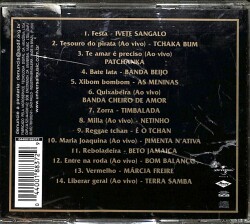 1. Festa - IVETE SANGALO
2. Tesouro do pirata (Ao vivo) - TCHAKA BUM
3. Te amar é preciso (Ao vivo) -
PATCHANKA
4. Bate lata - BANDA BEIJO
5. Xibom bombom - AS MENINAS
6. Quixabeira (Ao vivo) -
BANDA CHEIRO DE AMOR
7. Zorra - TIMBALADA
8. Milla (Ao vivo) - NETINHO
9. Reggae tchan - É O TCHAN
10. Maria Joaquina (Ao vivo) - PIMENTA N'ATIVA
11. Reboladeira - BETO JAMAICA
12. Entre na roda (Ao vivo) - BOM BALANÇO
13. Vermelho - MÁRCIA FREIRE
14. Liberar geral (Ao vivo) - TERRA SAMBA